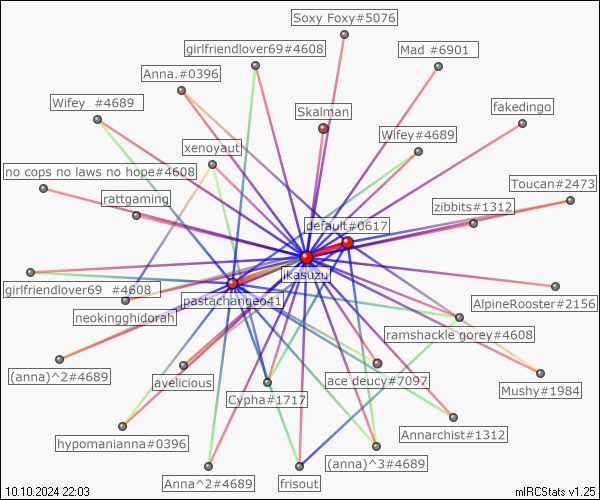 Soxy Foxy#5076
girlfriendlover69#4608
Mad #6901
Anna.#0396
Wifey  #4689
Skalman
fakedingo
Wifey#4689
xenoyaut
no cops no laws no hope#4608
Toucan#2473
rattgaming
zibbits#1312
default#0617
ikasuzu
girlfriendlover69  #4608
pastachangeo41
AlpineRooster#2156
neokingghidorah
ramshackle gorey#4608
(anna)^2#4689
avelicious
ace deucy#7097
Mushy#1984
Cypha#1717
hypomanianna#0396
Annarchist#1312
(anna)^3#4689
Anna^2#4689
frisout
10.10.2024 22:03
mIRCStats v1.25